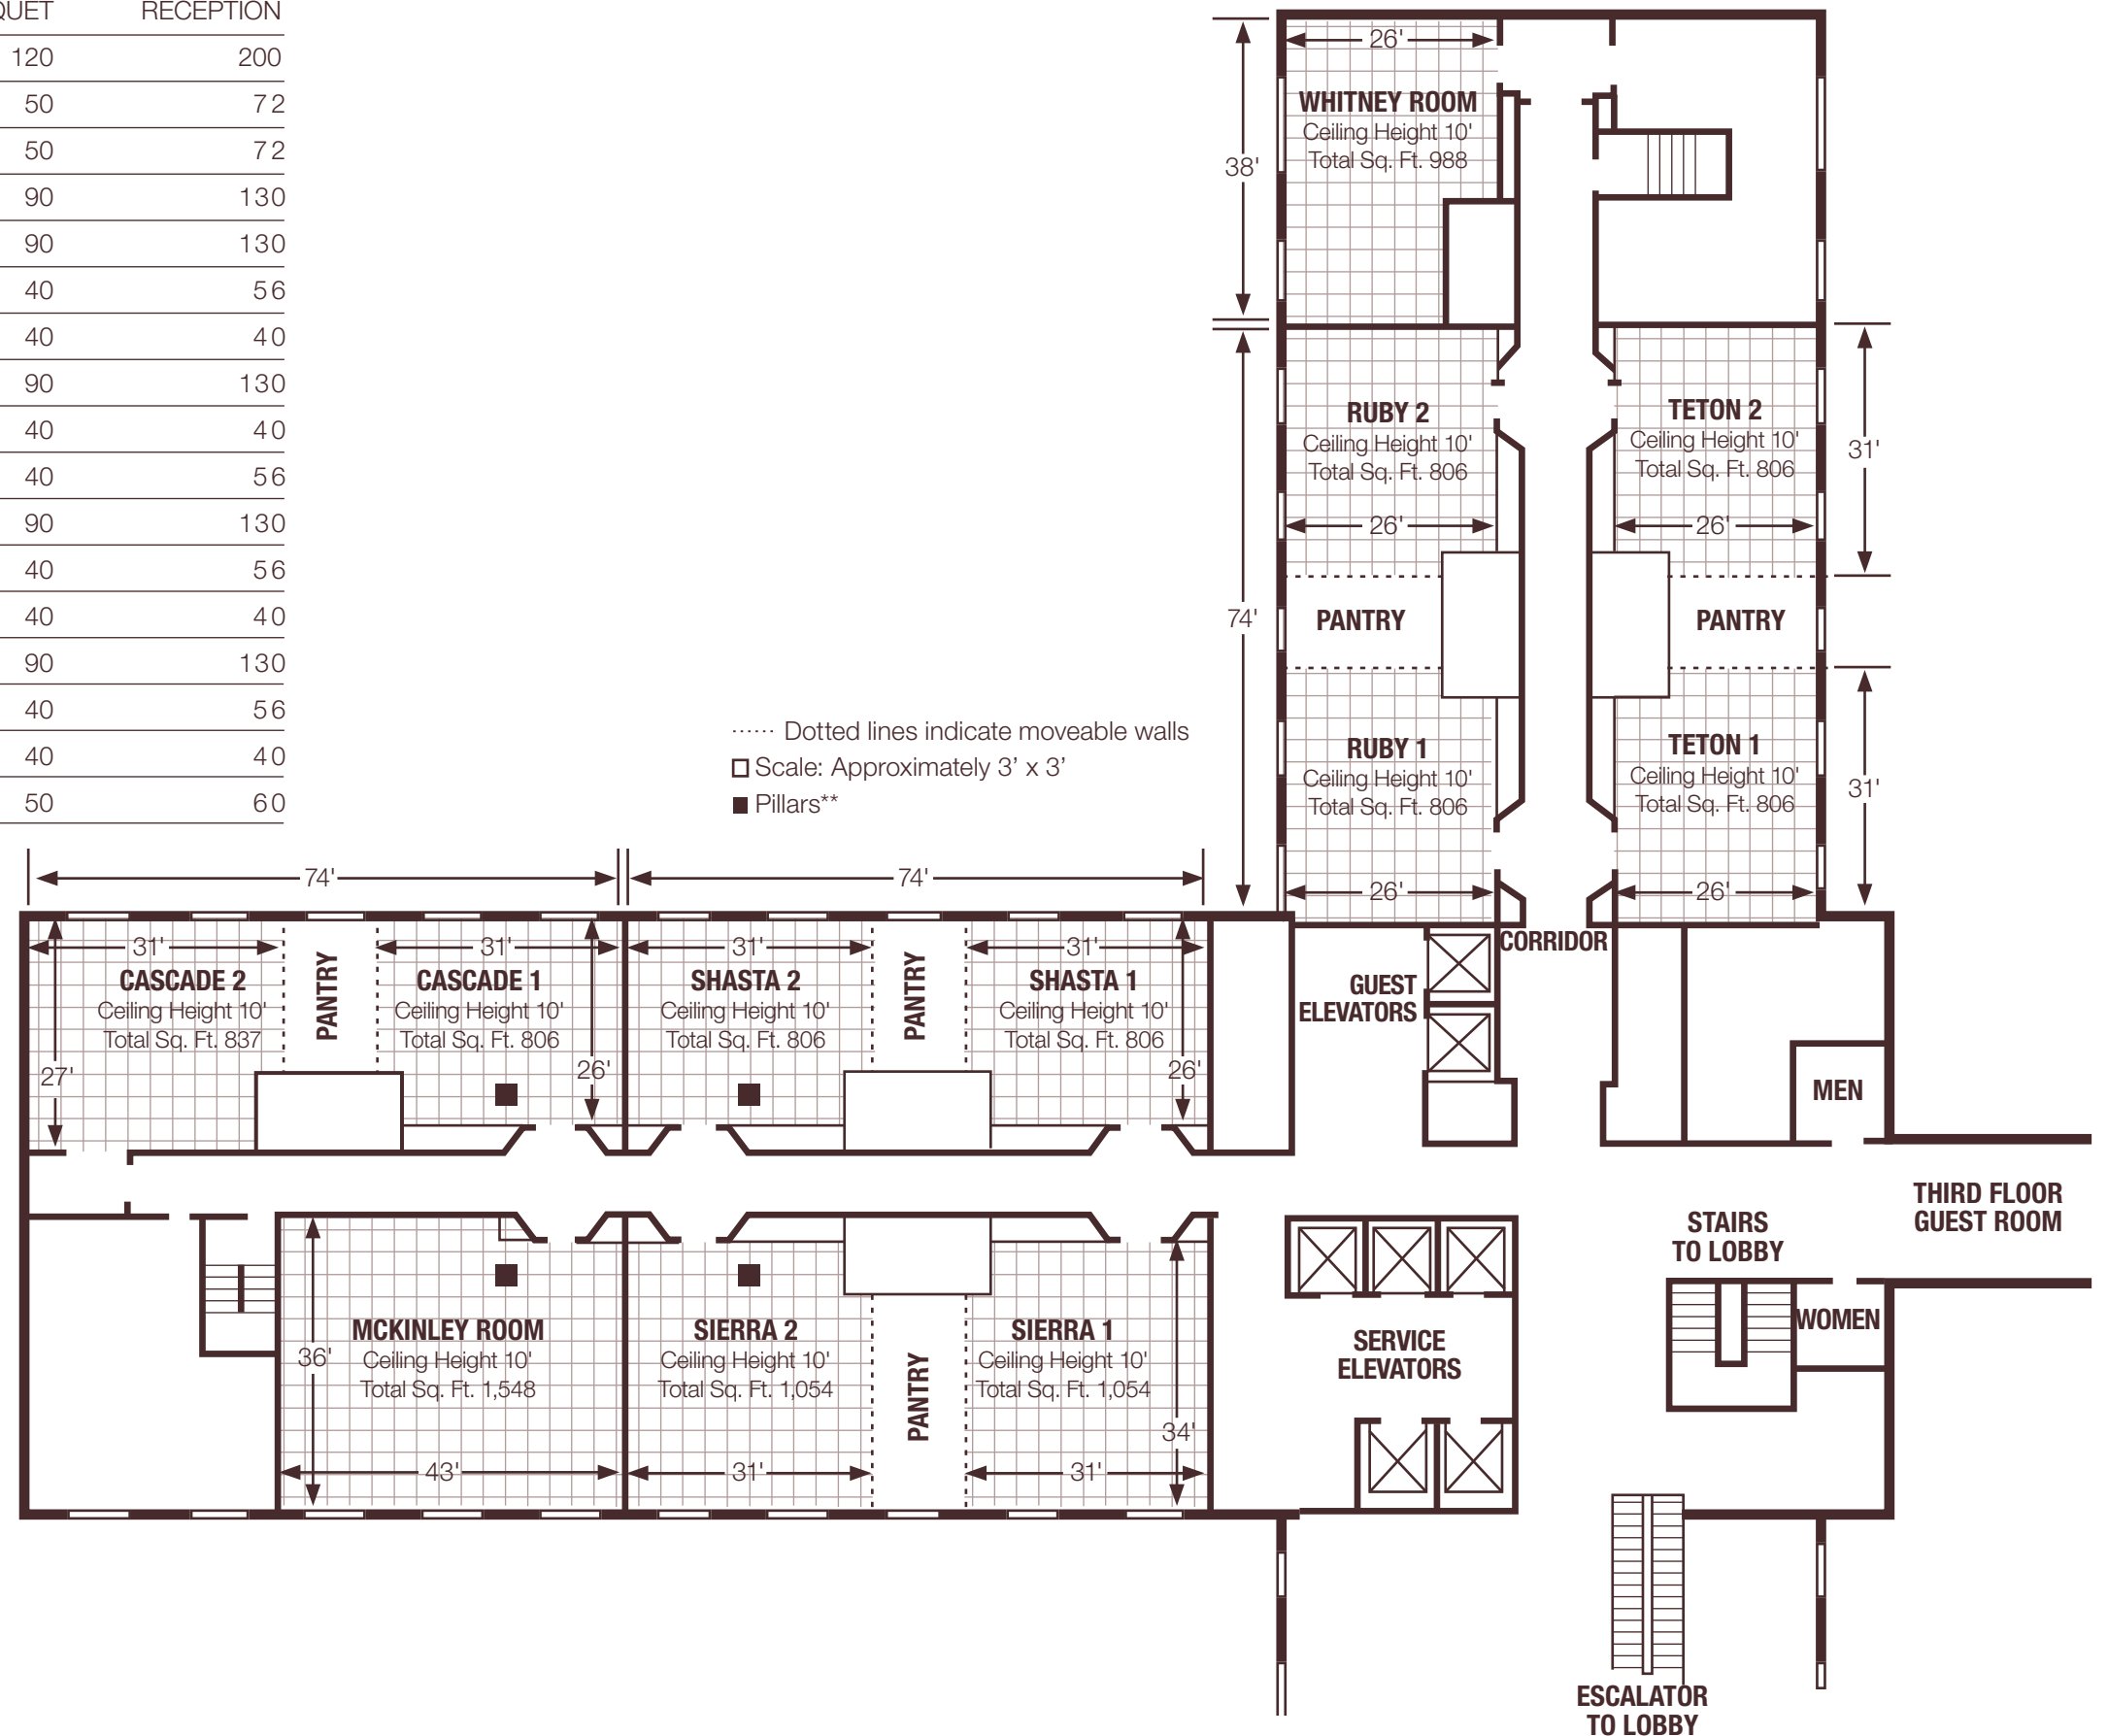 QUET RECEPTION
120 200
50 72
50 72
90 130
90 130
40 56
40 40
90 130
40 40
40 56
90 130
40 56
40 40
90 130
40 56
40 40
50 60
26'
WHITNEY ROOM
Ceiling Height 10'
Total Sq. Ft. 988
38'
RUBY 2
Ceiling Height 10'
Total Sq. Ft. 806
26'
TETON 2
Ceiling Height 10'
Total Sq. Ft. 806
26'
31'
74'
PANTRY
PANTRY
RUBY 1
Ceiling Height 10'
Total Sq. Ft. 806
26'
TETON 1
Ceiling Height 10'
Total Sq. Ft. 806
26'
31'
...... Dotted lines indicate moveable walls
Scale: Approximately 3’ x 3’
Pillars**
74'
74'
31'
CASCADE 2
Ceiling Height 10'
Total Sq. Ft. 837
27'
PANTRY
31'
CASCADE 1
Ceiling Height 10'
Total Sq. Ft. 806
26'
31'
SHASTA 2
Ceiling Height 10'
Total Sq. Ft. 806
PANTRY
31'
SHASTA 1
Ceiling Height 10'
Total Sq. Ft. 806
26'
GUEST
ELEVATORS
CORRIDOR
MEN
THIRD FLOOR
GUEST ROOM
STAIRS
TO LOBBY
WOMEN
MCKINLEY ROOM
Ceiling Height 10'
Total Sq. Ft. 1,548
36'
43'
SIERRA 2
Ceiling Height 10'
Total Sq. Ft. 1,054
31'
PANTRY
SIERRA 1
Ceiling Height 10'
Total Sq. Ft. 1,054
34'
31'
SERVICE
ELEVATORS
ESCALATOR
TO LOBBY